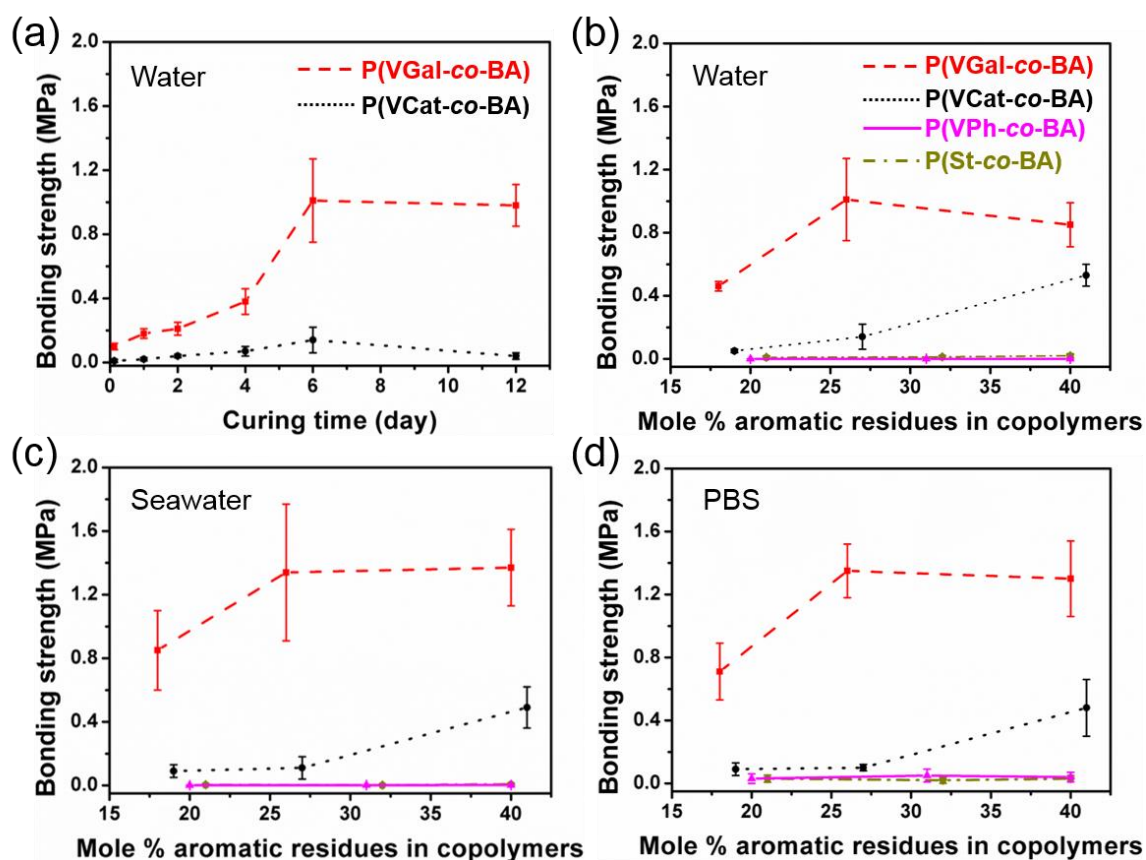 (a)
2.0
1.6
1.2
0.8
0.4
0.0
Bonding strength (MPa)
Water
P(VGal-co-BA)
P(VCat-co-BA)
0 2 4 6 8 10 12
Curing time (day)
(b)
2.0
1.6
1.2
0.8
0.4
0.0
Bonding strength (MPa)
Water
P(VGal-co-BA)
P(VCat-co-BA)
P(VPh-co-BA)
P(St-co-BA)
15 20 25 30 35 40
Mole % aromatic residues in copolymers
(c)
2.0
1.6
1.2
0.8
0.4
0.0
Bonding strength (MPa)
Seawater
15 20 25 30 35 40
Mole % aromatic residues in copolymers
(d)
2.0
1.6
1.2
0.8
0.4
0.0
Bonding strength (MPa)
PBS
15 20 25 30 35 40
Mole % aromatic residues in copolymers